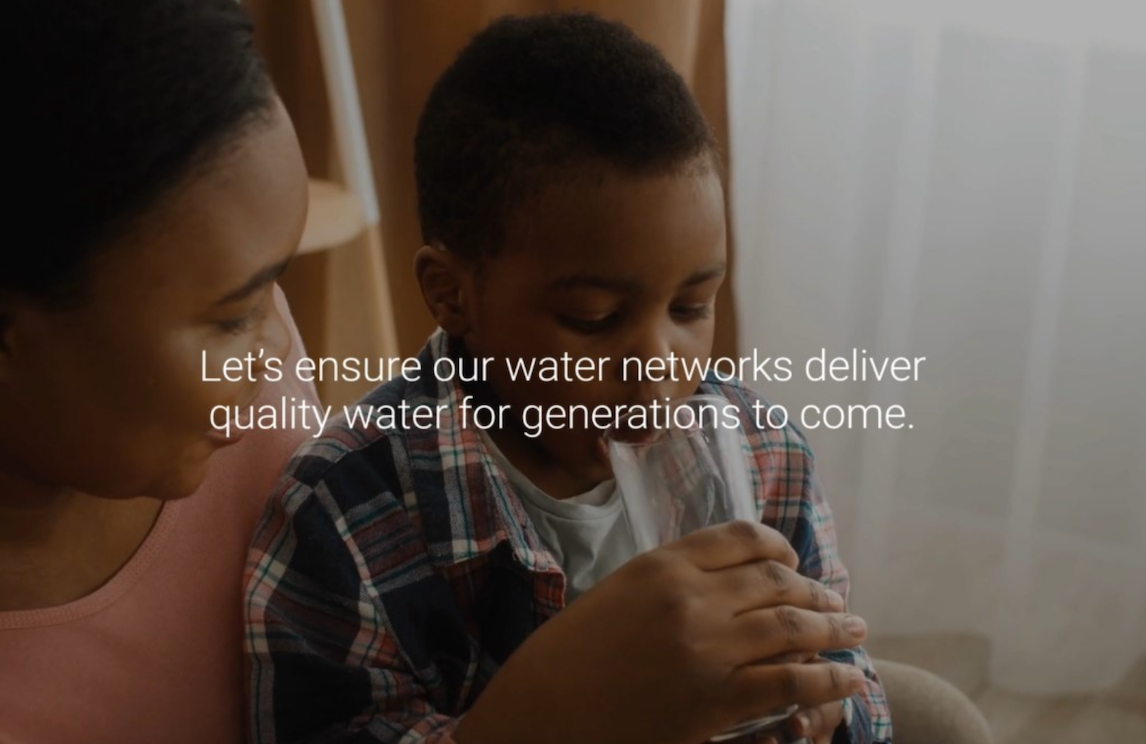 Let’s ensure our water networks deliver
quality water for generations to come.